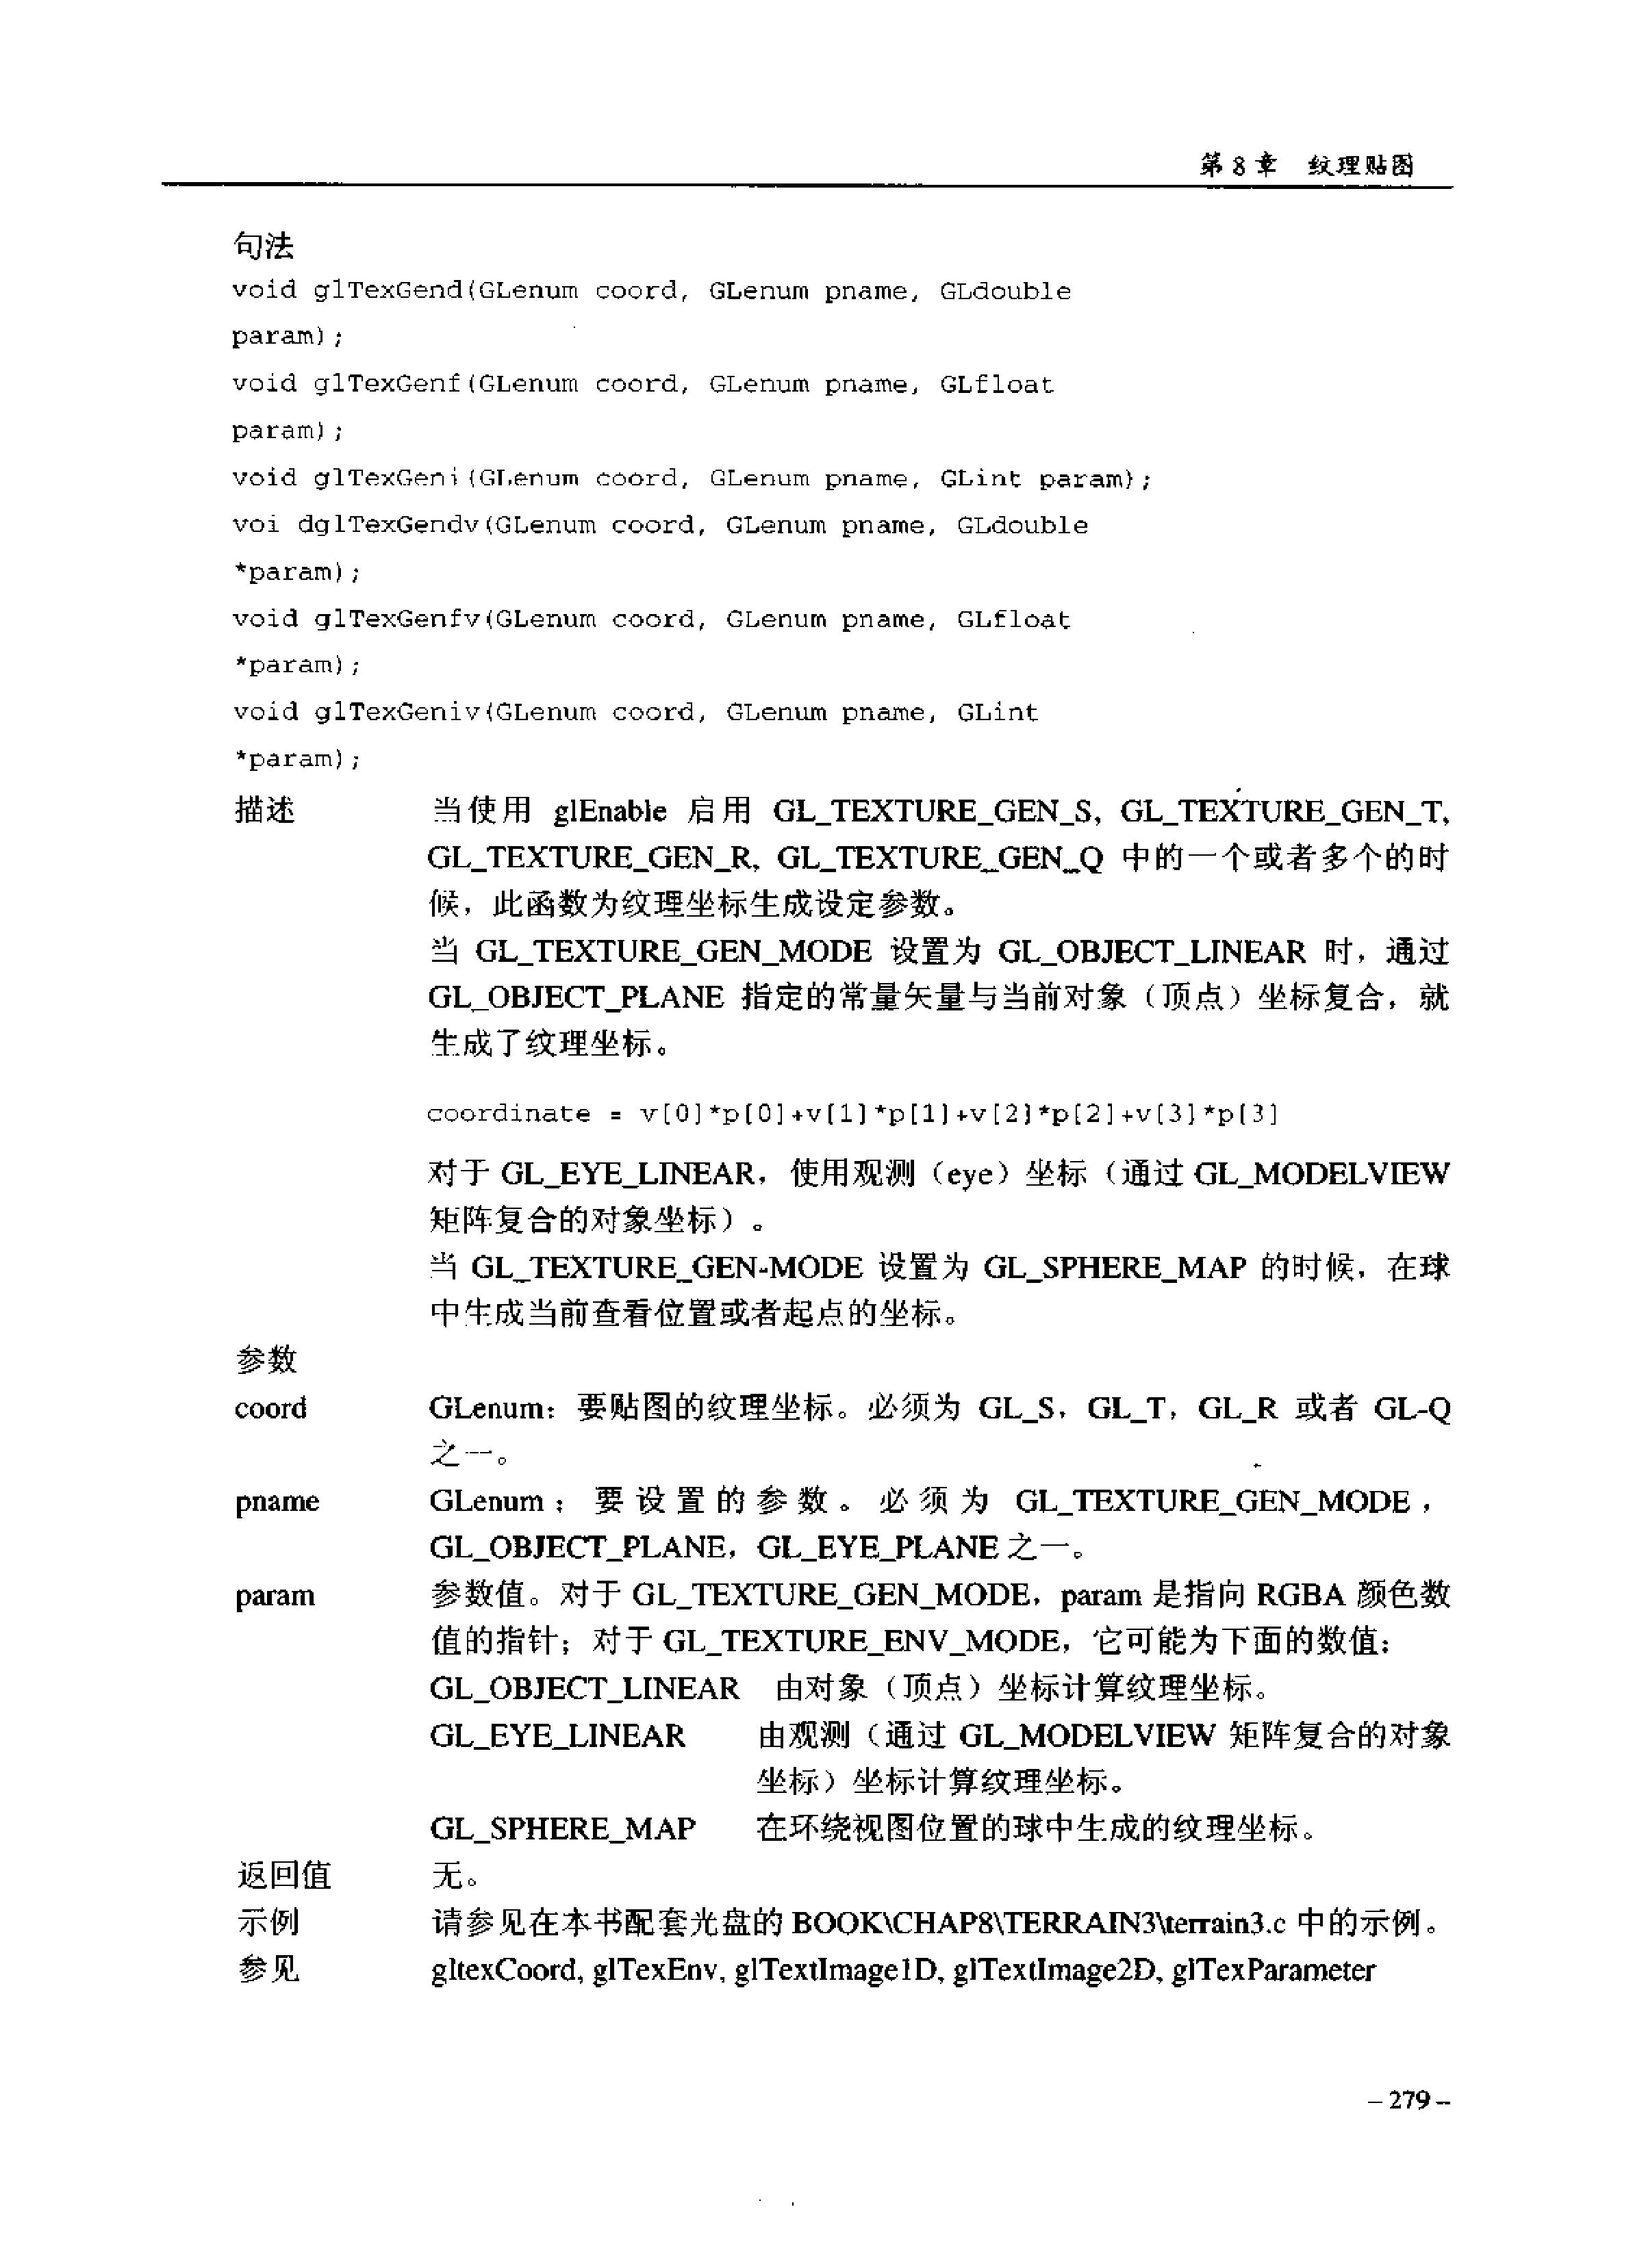 第 8 章 纹理贴图
句法
void glTexGend(GLenum coord, GLenum pname, GLdouble
param);
void glTexGenf(GLenum coord, GLenum pname, GLfloat
param);
void glTexGeni(GLenum coord, GLenum pname, GLint param);
voi dglTexGendv(GLenum coord, GLenum pname, GLdouble
*param);
void glTexGenfv(GLenum coord, GLenum pname, GLfloat
*param);
void glTexGeniv(GLenum coord, GLenum pname, GLint
*param);
描述 当使用 glEnable 启用 GL_TEXTURE_GEN_S, GL_TEXTURE_GEN_T,
GL_TEXTURE_GEN_R, GL_TEXTURE_GEN_Q 中的一个或者多个的时
候，此函数为纹理坐标生成设定参数。
当 GL_TEXTURE_GEN_MODE 设置为 GL_OBJECT_LINEAR 时，通过
GL_OBJECT_PLANE 指定的常量矢量与当前对象（顶点）坐标复合，就
生成了纹理坐标。
coordinate = v[0]*p[0]+v[1]*p[1]+v[2]*p[2]+v[3]*p[3]
对于 GL_EYE_LINEAR，使用观测（eye）坐标（通过 GL_MODELVIEW
矩阵复合的对象坐标）。
当 GL_TEXTURE_GEN-MODE 设置为 GL_SPHERE_MAP 的时候，在球
中生成当前查看位置或者起点的坐标。
参数
coord GLenum：要贴图的纹理坐标。必须为 GL_S，GL_T，GL_R 或者 GL-Q
之一。
pname GLenum：要设置的参数。必须为 GL_TEXTURE_GEN_MODE，
GL_OBJECT_PLANE，GL_EYE_PLANE 之一。
param 参数值。对于 GL_TEXTURE_GEN_MODE，param 是指向 RGBA 颜色数
值的指针；对于 GL_TEXTURE_ENV_MODE，它可能为下面的数值：
GL_OBJECT_LINEAR 由对象（顶点）坐标计算纹理坐标。
GL_EYE_LINEAR 由观测（通过 GL_MODELVIEW 矩阵复合的对象
坐标）坐标计算纹理坐标。
GL_SPHERE_MAP 在环绕视图位置的球中生成的纹理坐标。
返回值 无。
示例 请参见在本书配套光盘的 BOOK\CHAP8\TERRAIN3\terrain3.c 中的示例。
参见 gltexCoord, glTexEnv, glTextImage1D, glTextImage2D, glTexParameter
– 279 –